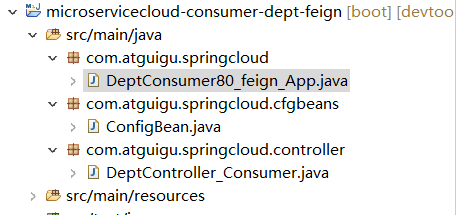 microservicecloud-consumer-dept-feign [boot] [devtoo
src/main/java
com.atguigu.springcloud
DeptConsumer80_feign_App.java
com.atguigu.springcloud.cfgbeans
ConfigBean.java
com.atguigu.springcloud.controller
DeptController_Consumer.java
src/main/resources